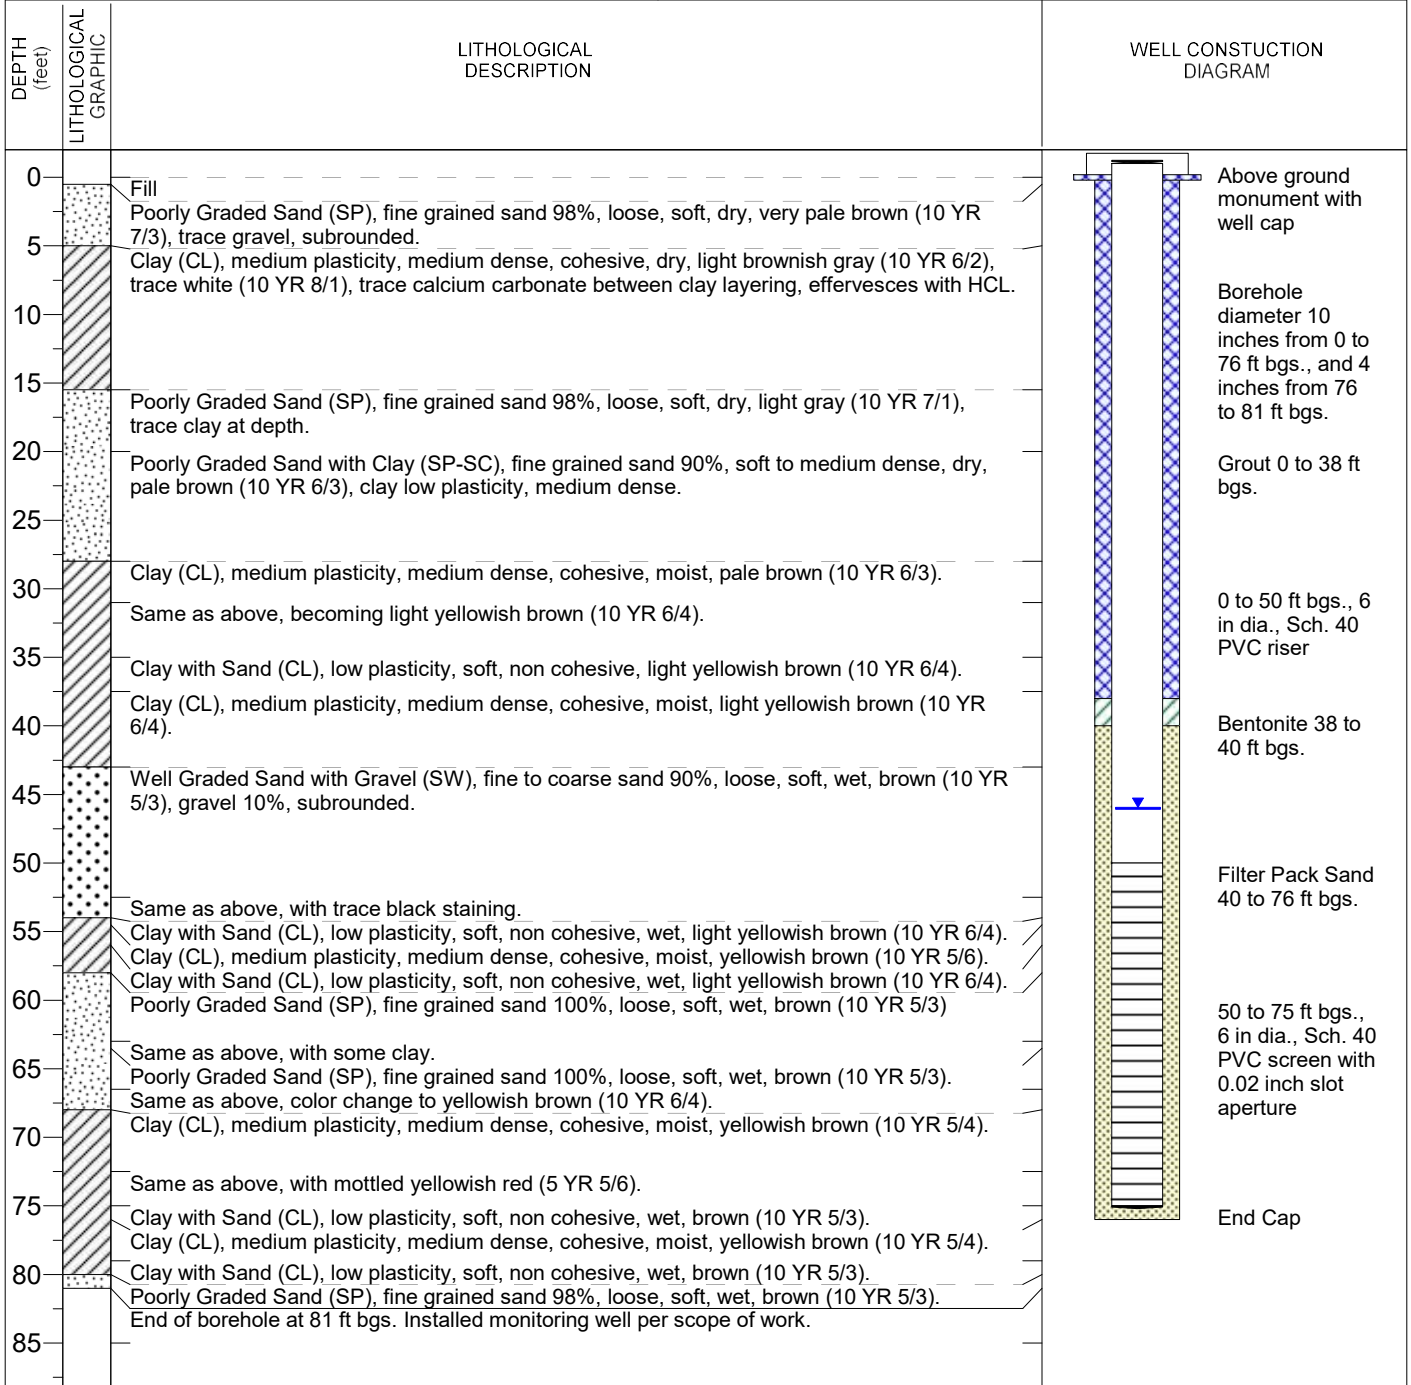 DEPTH
(feet)
LITHOLOGICAL
GRAPHIC
LITHOLOGICAL
DESCRIPTION
WELL CONSTUCTION
DIAGRAM
0
5
10
15
20
25
30
35
40
45
50
55
60
65
70
75
80
85
Fill
Poorly Graded Sand (SP), fine grained sand 98%, loose, soft, dry, very pale brown (10 YR
7/3), trace gravel, subrounded.
Clay (CL), medium plasticity, medium dense, cohesive, dry, light brownish gray (10 YR 6/2),
trace white (10 YR 8/1), trace calcium carbonate between clay layering, effervesces with HCL.
Poorly Graded Sand (SP), fine grained sand 98%, loose, soft, dry, light gray (10 YR 7/1),
trace clay at depth.
Poorly Graded Sand with Clay (SP-SC), fine grained sand 90%, soft to medium dense, dry,
pale brown (10 YR 6/3), clay low plasticity, medium dense.
Clay (CL), medium plasticity, medium dense, cohesive, moist, pale brown (10 YR 6/3).
Same as above, becoming light yellowish brown (10 YR 6/4).
Clay with Sand (CL), low plasticity, soft, non cohesive, light yellowish brown (10 YR 6/4).
Clay (CL), medium plasticity, medium dense, cohesive, moist, light yellowish brown (10 YR
6/4).
Well Graded Sand with Gravel (SW), fine to coarse sand 90%, loose, soft, wet, brown (10 YR
5/3), gravel 10%, subrounded.
Same as above, with trace black staining.
Clay with Sand (CL), low plasticity, soft, non cohesive, wet, light yellowish brown (10 YR 6/4).
Clay (CL), medium plasticity, medium dense, cohesive, moist, yellowish brown (10 YR 5/6).
Clay with Sand (CL), low plasticity, soft, non cohesive, wet, light yellowish brown (10 YR 6/4).
Poorly Graded Sand (SP), fine grained sand 100%, loose, soft, wet, brown (10 YR 5/3)
Same as above, with some clay.
Poorly Graded Sand (SP), fine grained sand 100%, loose, soft, wet, brown (10 YR 5/3).
Same as above, color change to yellowish brown (10 YR 6/4).
Clay (CL), medium plasticity, medium dense, cohesive, moist, yellowish brown (10 YR 5/4).
Same as above, with mottled yellowish red (5 YR 5/6).
Clay with Sand (CL), low plasticity, soft, non cohesive, wet, brown (10 YR 5/3).
Clay (CL), medium plasticity, medium dense, cohesive, moist, yellowish brown (10 YR 5/4).
Clay with Sand (CL), low plasticity, soft, non cohesive, wet, brown (10 YR 5/3).
Poorly Graded Sand (SP), fine grained sand 98%, loose, soft, wet, brown (10 YR 5/3).
End of borehole at 81 ft bgs. Installed monitoring well per scope of work.
Above ground
monument with
well cap
Borehole
diameter 10
inches from 0 to
76 ft bgs., and 4
inches from 76
to 81 ft bgs.
Grout 0 to 38 ft
bgs.
0 to 50 ft bgs., 6
in dia., Sch. 40
PVC riser
Bentonite 38 to
40 ft bgs.
Filter Pack Sand
40 to 76 ft bgs.
50 to 75 ft bgs.,
6 in dia., Sch. 40
PVC screen with
0.02 inch slot
aperture
End Cap